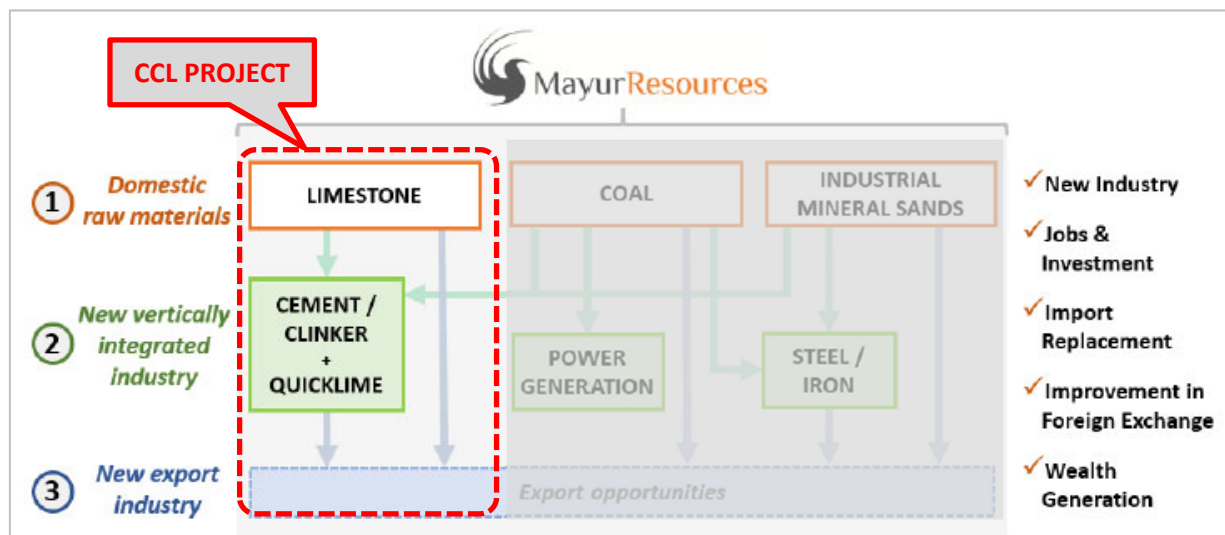 CCL PROJECT
MayurResources
1
Domestic
raw materials
LIMESTONE
COAL
INDUSTRIAL
MINERAL SANDS
2
New vertically
integrated
industry
CEMENT /
CLINKER
+
QUICKLIME
POWER
GENERATION
STEEL /
IRON
3
New export
industry
Export opportunities
✓ New Industry
✓ Jobs &
Investment
✓ Import
Replacement
✓ Improvement in
Foreign Exchange
✓ Wealth
Generation